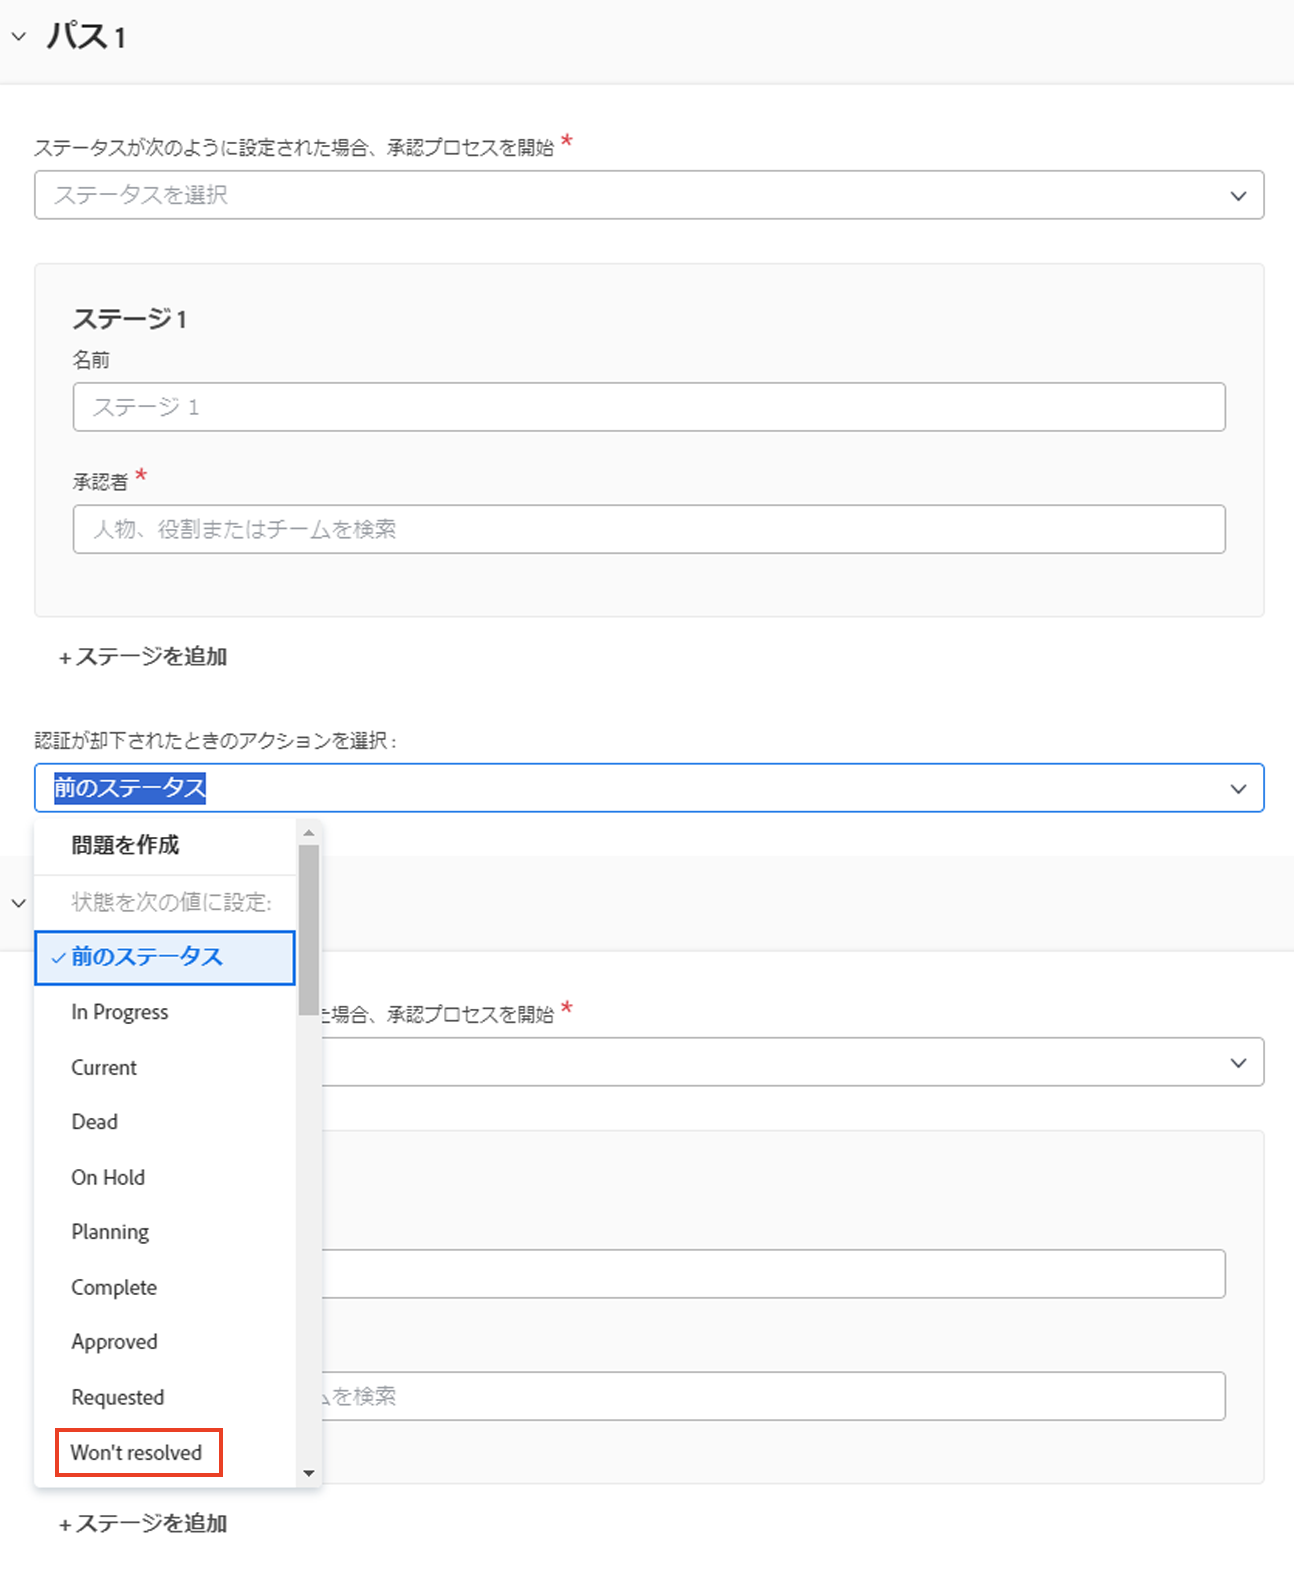 パス 1
ステータスが次のように設定された場合、承認プロセスを開始 *
ステータスを選択
ステージ 1
名前
ステージ 1
承認者 *
人物、役割またはチームを検索
+ ステージを追加
認証が却下されたときのアクションを選択 :
前のステータス
問題を作成
状態を次の値に設定:
前のステータス
In Progress
た場合、承認プロセスを開始 *
Current
Dead
On Hold
Planning
Complete
Approved
Requested
ムを検索
Won't resolved
+ ステージを追加